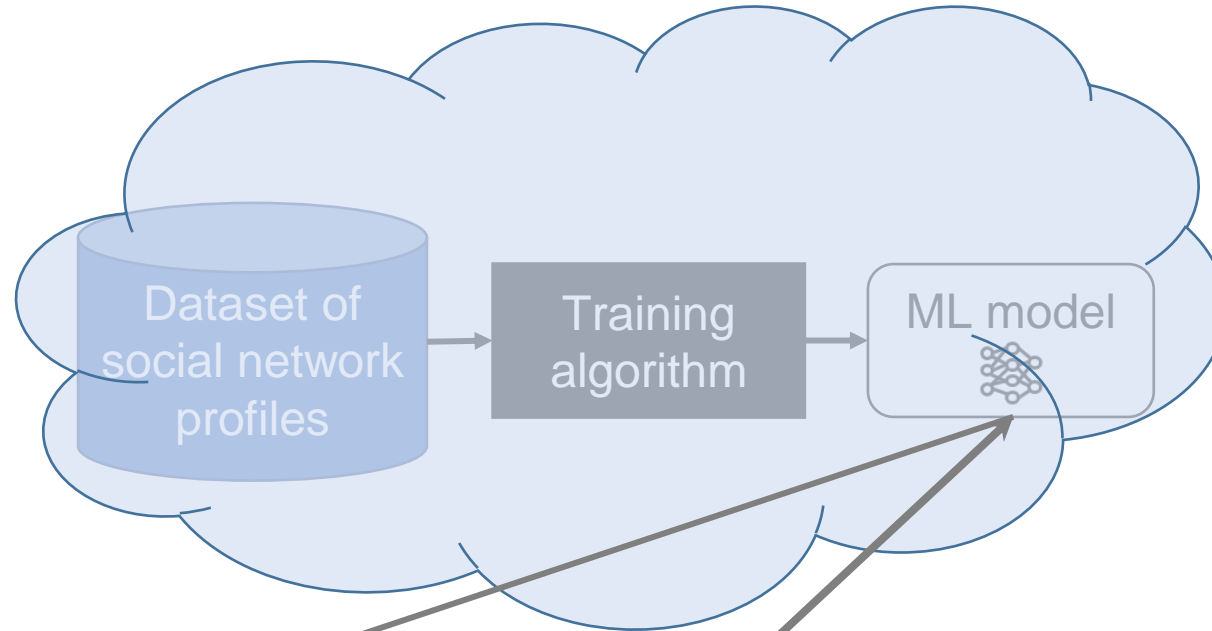 Dataset of
social network
profiles
Training
algorithm
ML model